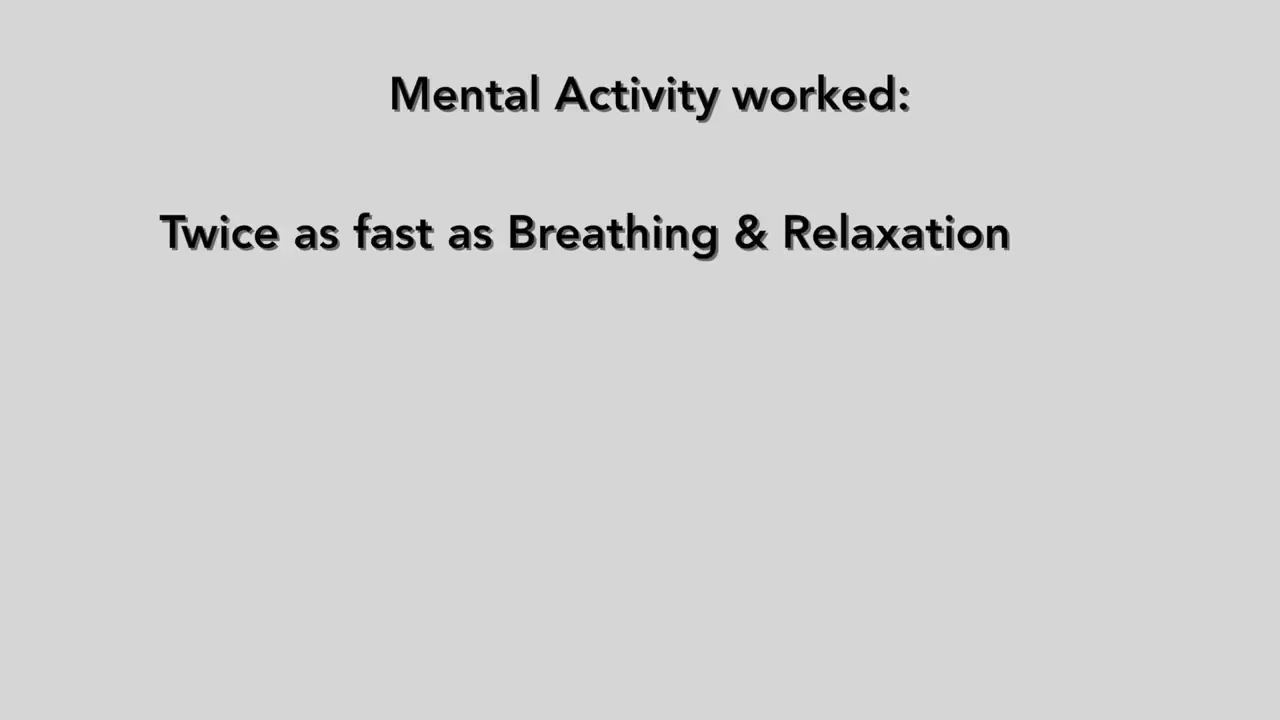 Mental Activity worked:
Twice as fast as Breathing & Relaxation